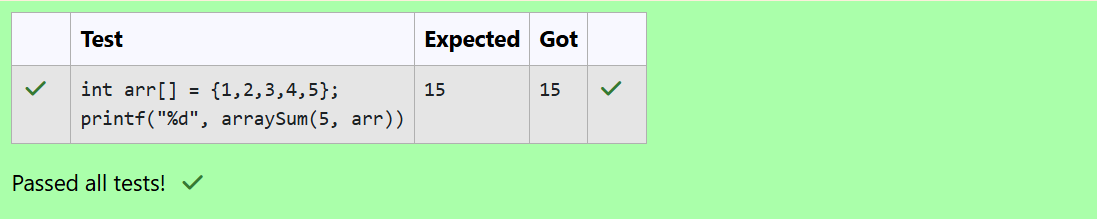 Test Expected Got
int arr[] = {1,2,3,4,5}; 15 15
printf("%d", arraySum(5, arr))
Passed all tests!